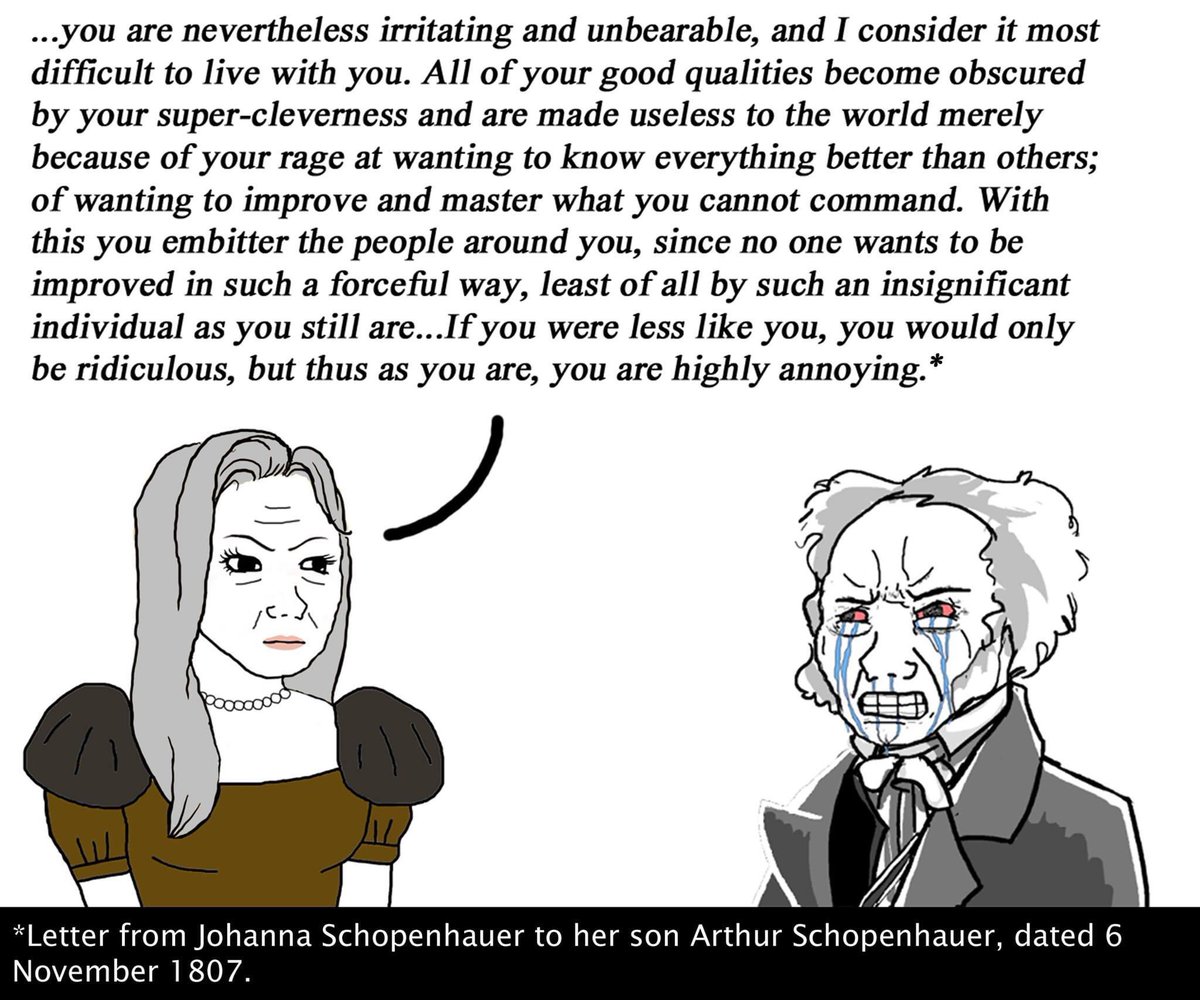 ...you are nevertheless irritating and unbearable, and I consider it most
difficult to live with you. All of your good qualities become obscured
by your super-cleverness and are made useless to the world merely
because of your rage at wanting to know everything better than others;
of wanting to improve and master what you cannot command. With
this you embitter the people around you, since no one wants to be
improved in such a forceful way, least of all by such an insignificant
individual as you still are...If you were less like you, you would only
be ridiculous, but thus as you are, you are highly annoying.*
*Letter from Johanna Schopenhauer to her son Arthur Schopenhauer, dated 6
November 1807.